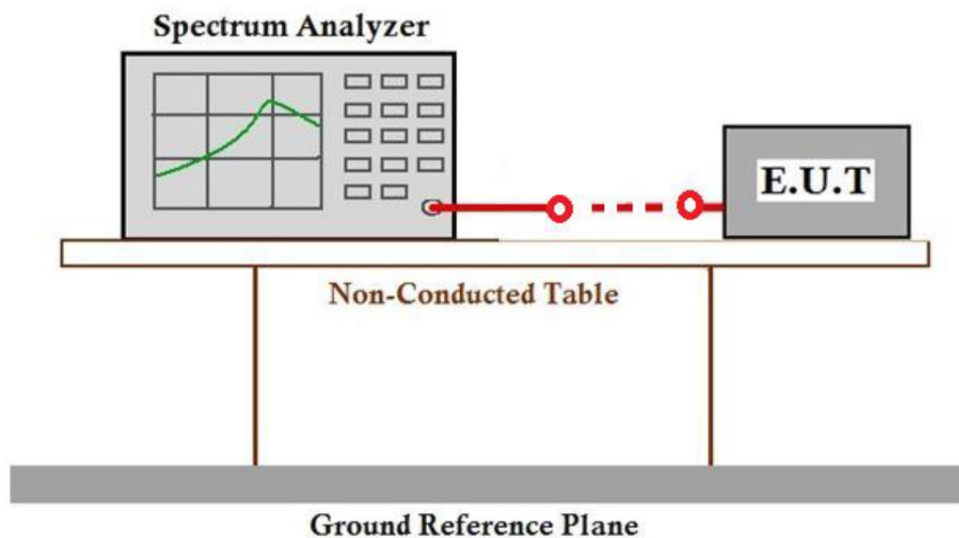 Spectrum Analyzer
E.U.T
Non-Conducted Table
Ground Reference Plane